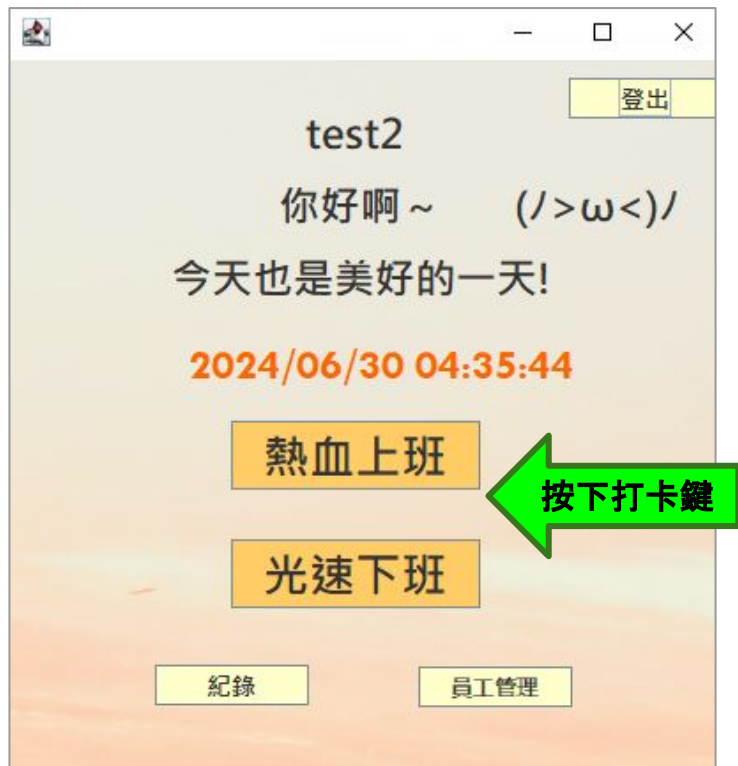 登出
test2
你好啊～ (ﾉ>ω<)ﾉ
今天也是美好的一天!
2024/06/30 04:35:44
熱血上班
按下打卡鍵
光速下班
紀錄 員工管理